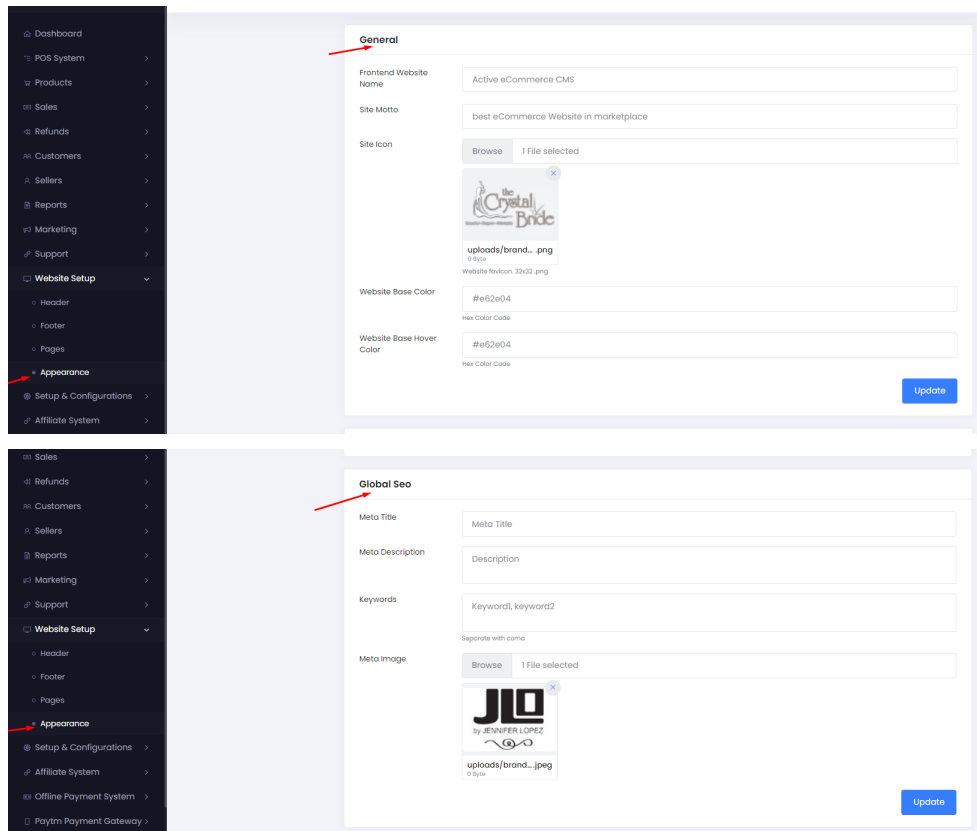 Dashboard
POS System
Products
Sales
Refunds
Customers
Sellers
Reports
Marketing
Support
Website Setup
Header
Footer
Pages
Appearance
Setup & Configurations
Affiliate System
General
Frontend Website
Name
Active eCommerce CMS
Site Motto
best eCommerce Website in marketplace
Site Icon
Browse 1 File selected
the
Crystal
Bride
uploads/brand... .png
0 Byte
Website favicon. 32x32 .png
Website Base Color
#e62e04
Hex Color Code
Website Base Hover
Color
#e62e04
Hex Color Code
Update
Sales
Refunds
Customers
Sellers
Reports
Marketing
Support
Website Setup
Header
Footer
Pages
Appearance
Setup & Configurations
Affiliate System
Offline Payment System
Paytm Payment Gateway
Global Seo
Meta Title
Meta Title
Meta Description
Description
Keywords
Keyword1, keyword2
Separate with coma
Meta Image
Browse 1 File selected
JLO
by JENNIFER LOPEZ
uploads/brand....jpeg
0 Byte
Update